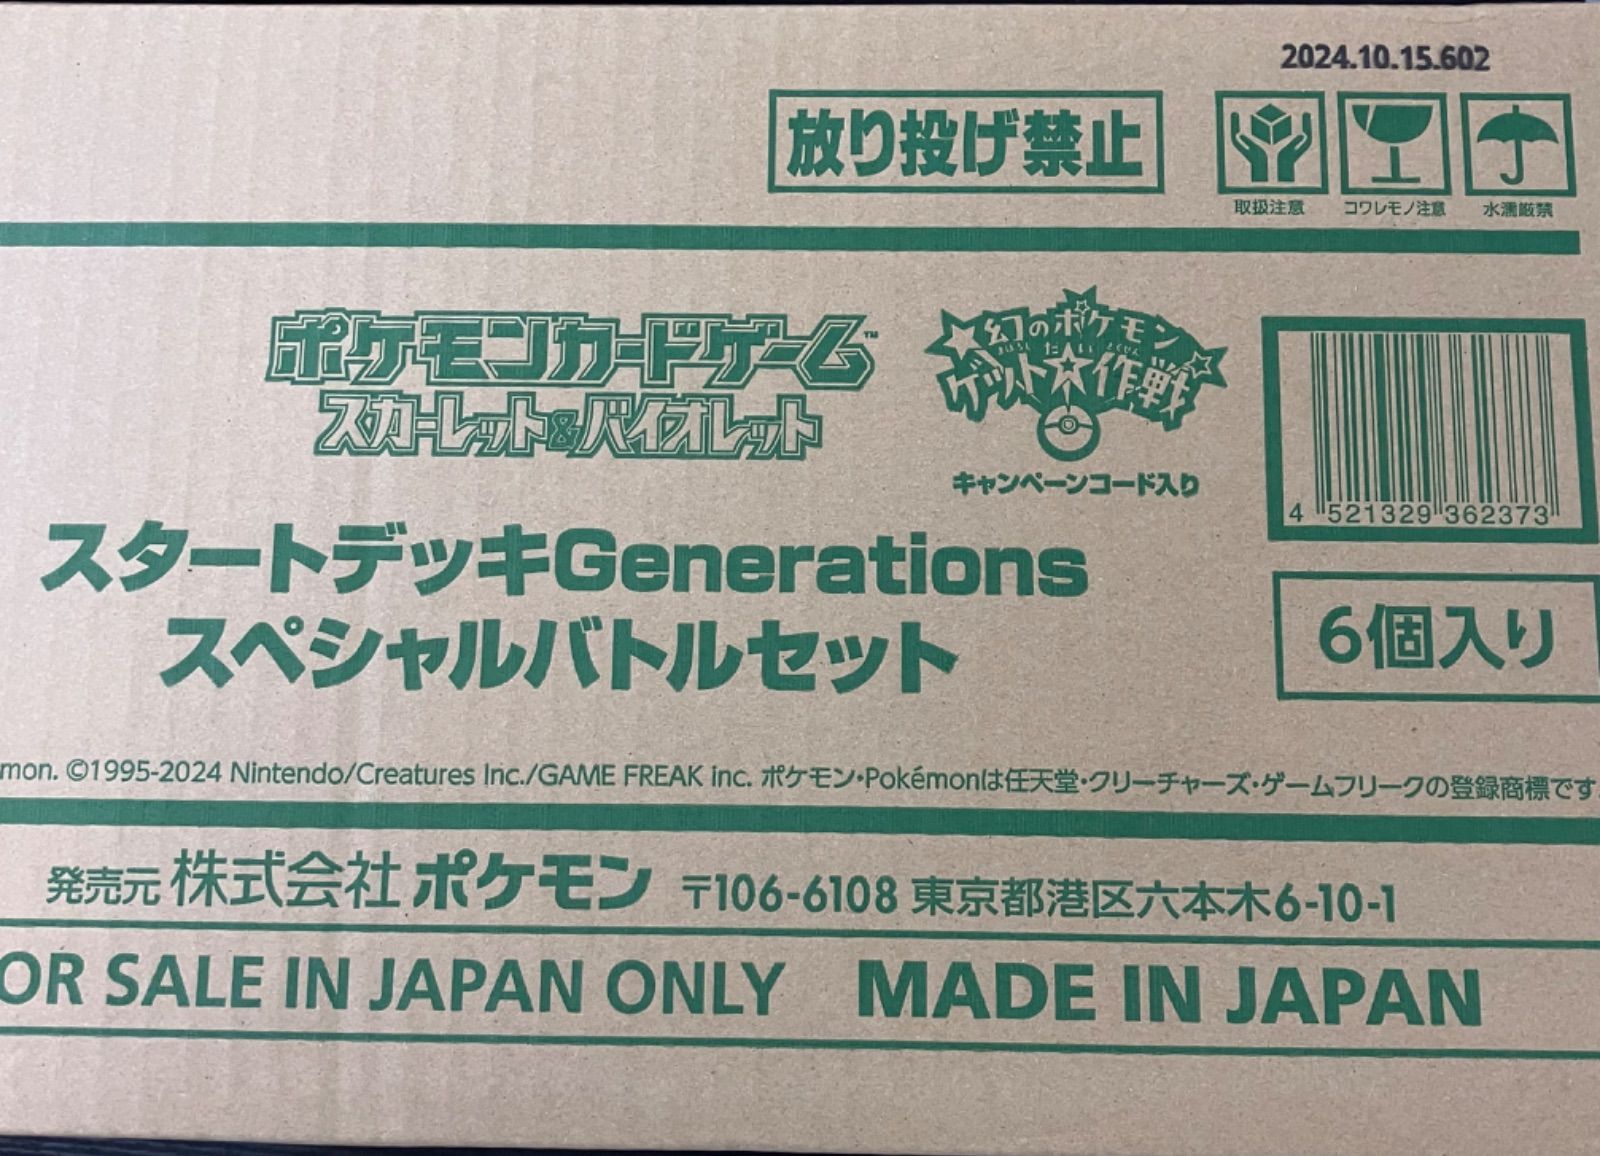 2024.10.15.602
放り投げ禁止
取扱注意
コワレモノ注意
水濡厳禁
ポケモンカードゲーム™
スカーレット&バイオレット
幻のポケモン
ゲット★大作戦
キャンペーンコード入り
4 521329 362373
スタートデッキGenerations
スペシャルバトルセット
6個入り
mon. ©1995-2024 Nintendo/Creatures Inc./GAME FREAK inc. ポケモン・Pokémonは任天堂・クリーチャーズ・ゲームフリークの登録商標です
発売元 株式会社 ポケモン 〒106-6108 東京都港区六本木6-10-1
OR SALE IN JAPAN ONLY MADE IN JAPAN